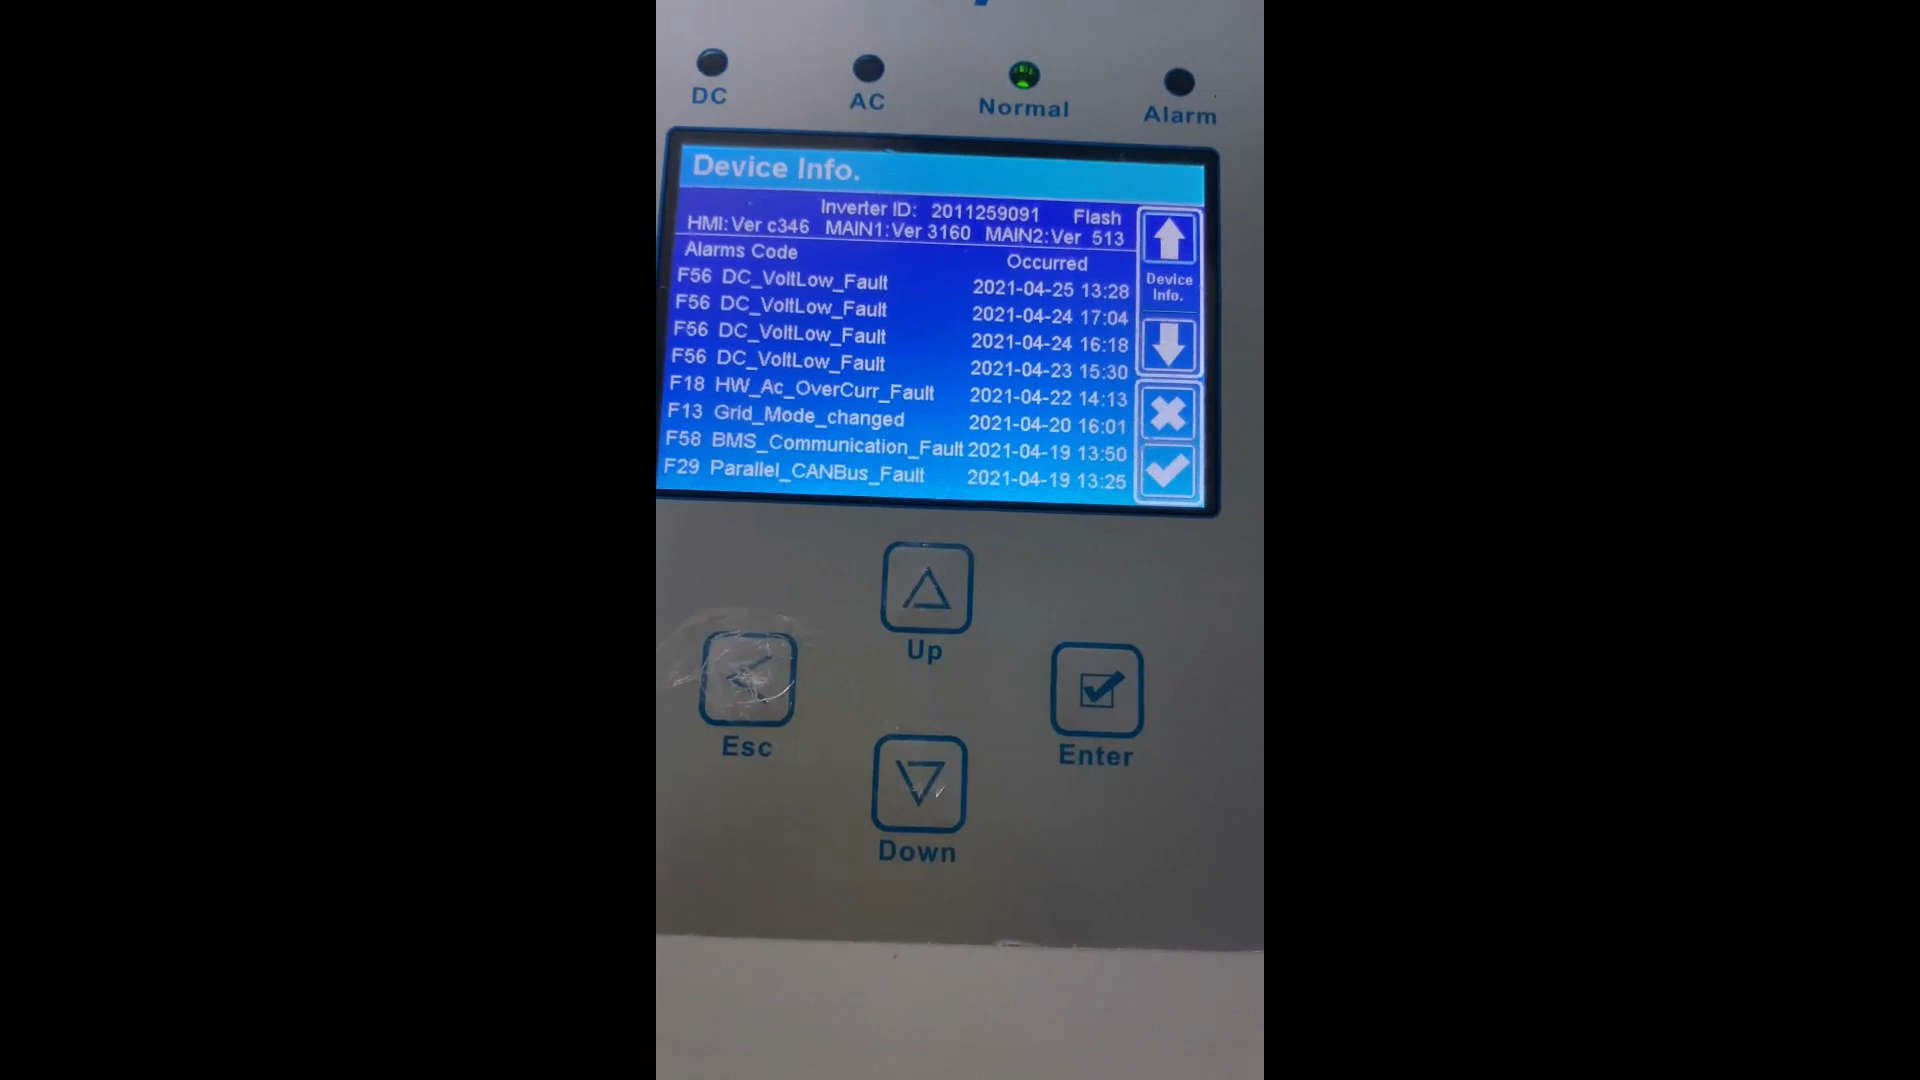 DC AC Normal Alarm
Device Info.
Inverter ID: 2011259091 Flash
HMI:Ver c346 MAIN1:Ver 3160 MAIN2:Ver 513
Alarms Code Occurred
F56 DC_VoltLow_Fault 2021-04-25 13:28
F56 DC_VoltLow_Fault 2021-04-24 17:04
F56 DC_VoltLow_Fault 2021-04-24 16:18
F56 DC_VoltLow_Fault 2021-04-23 15:30
F18 HW_Ac_OverCurr_Fault 2021-04-22 14:13
F13 Grid_Mode_changed 2021-04-20 16:01
F58 BMS_Communication_Fault 2021-04-19 13:50
F29 Parallel_CANBus_Fault 2021-04-19 13:25
Device
Info.
Up
Esc
Enter
Down